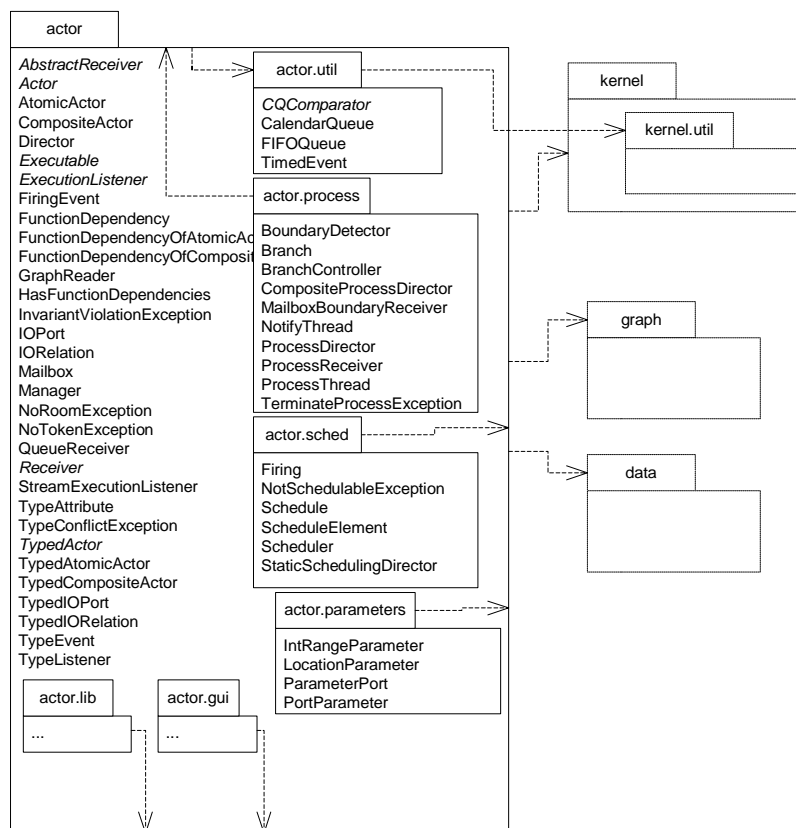 actor
AbstractReceiver
Actor
AtomicActor
CompositeActor
Director
Executable
ExecutionListener
FiringEvent
FunctionDependency
FunctionDependencyOfAtomicAc
FunctionDependencyOfComposit
GraphReader
HasFunctionDependencies
InvariantViolationException
IOPort
IORelation
Mailbox
Manager
NoRoomException
NoTokenException
QueueReceiver
Receiver
StreamExecutionListener
TypeAttribute
TypeConflictException
TypedActor
TypedAtomicActor
TypedCompositeActor
TypedIOPort
TypedIORelation
TypeEvent
TypeListener
actor.lib
...
actor.gui
...
actor.util
CQComparator
CalendarQueue
FIFOQueue
TimedEvent
actor.process
BoundaryDetector
Branch
BranchController
CompositeProcessDirector
MailboxBoundaryReceiver
NotifyThread
ProcessDirector
ProcessReceiver
ProcessThread
TerminateProcessException
actor.sched
Firing
NotSchedulableException
Schedule
ScheduleElement
Scheduler
StaticSchedulingDirector
actor.parameters
IntRangeParameter
LocationParameter
ParameterPort
PortParameter
kernel
kernel.util
graph
data